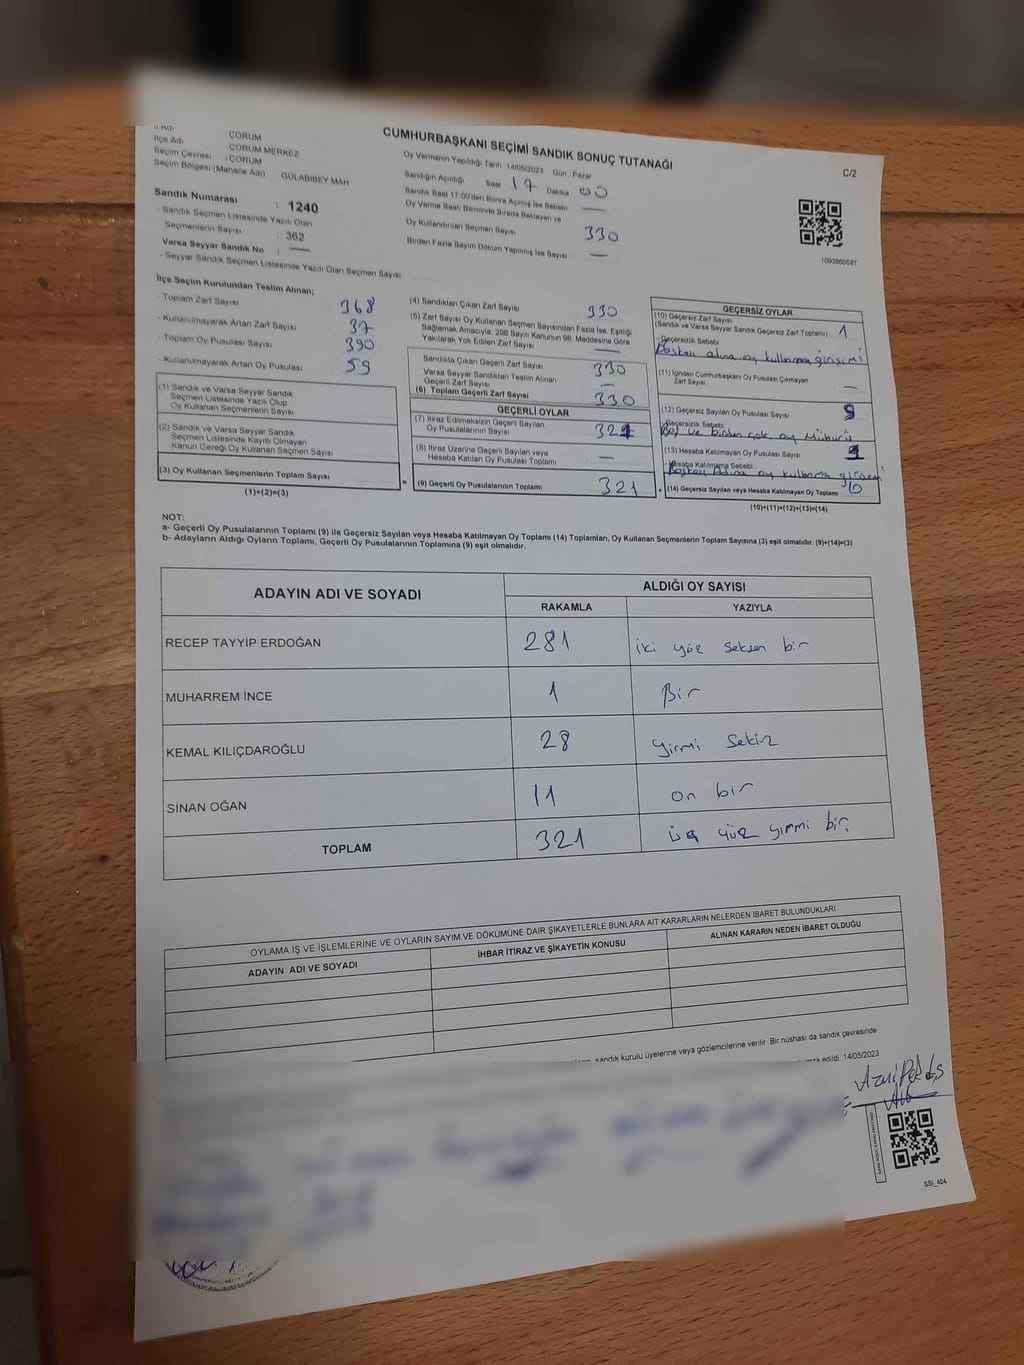 CUMHURBAŞKANI SEÇİMİ SANDIK SONUÇ TUTANAĞI
C/2
İl Adı ÇORUM
İlçe Adı ÇORUM MERKEZ
Seçim Çevresi : ÇORUM
Seçim Bölgesi (Mahalle Adı) GÜLABİBEY MAH
Sandık Numarası : 1240
- Sandık Seçmen Listesinde Yazılı Olan
Seçmenlerin Sayısı : 362
Varsa Seyyar Sandık No : —
- Seyyar Sandık Seçmen Listesinde Yazılı Olan Seçmen Sayısı
Oy Vermenin Yapıldığı Tarih : 14/05/2023 Gün : Pazar
Sandığın Açıldığı Saat 17 Dakika 00
Sandık Saat 17:00'dan Sonra Açılmış İse Sebebi —
Oy Verme Saati Bitiminde Sırada Bekleyen ve
Oy Kullandırılan Seçmen Sayısı 330
Birden Fazla Sayım Döküm Yapılmış İse Sayısı —
1093860587
İlçe Seçim Kurulundan Teslim Alınan;
- Toplam Zarf Sayısı 368
- Kullanılmayarak Artan Zarf Sayısı 37
- Toplam Oy Pusulası Sayısı 390
- Kullanılmayarak Artan Oy Pusulası 59
(1) Sandık ve Varsa Seyyar Sandık
Seçmen Listesinde Yazılı Olup
Oy Kullanan Seçmenlerin Sayısı
(2) Sandık ve Varsa Seyyar Sandık
Seçmen Listesinde Kayıtlı Olmayan
Kanun Gereği Oy Kullanan Seçmen Sayısı
(3) Oy Kullanan Seçmenlerin Toplam Sayısı =
(1)+(2)=(3)
(4) Sandıktan Çıkan Zarf Sayısı 330
(5) Zarf Sayısı Oy Kullanan Seçmen Sayısından Fazla İse, Eşitliği
Sağlamak Amacıyla, 298 Sayılı Kanunun 98. Maddesine Göre
Yakılarak Yok Edilen Zarf Sayısı —
Sandıkta Çıkan Geçerli Zarf Sayısı 330
Varsa Seyyar Sandıktan Teslim Alınan
Geçerli Zarf Sayısı —
(6) Toplam Geçerli Zarf Sayısı 330
GEÇERLİ OYLAR
(7) İtiraz Edilmeksizin Geçerli Sayılan
Oy Pusulalarının Sayısı 321
(8) İtiraz Üzerine Geçerli Sayılan veya
Hesaba Katılan Oy Pusulası Toplamı —
(9) Geçerli Oy Pusulalarının Toplamı 321
GEÇERSİZ OYLAR
(10) Geçersiz Zarf Sayısı
(Sandık ve Varsa Seyyar Sandık Geçersiz Zarf Toplamı) 1
Geçersizlik Sebebi
Başkası adına oy kullanma girişimi
(11) İçinden Cumhurbaşkanı Oy Pusulası Çıkmayan
Zarf Sayısı —
(12) Geçersiz Sayılan Oy Pusulası Sayısı 9
Geçersizlik Sebebi
Boş ve birden çok oy Mühürü
(13) Hesaba Katılmayan Oy Pusulası Sayısı
Hesaba Katılmama Sebebi
Başkası Adına oy kullanma girişimi
+ (14) Geçersiz Sayılan veya Hesaba Katılmayan Oy Toplamı 10
(10)+(11)+(12)+(13)=(14)
NOT:
a- Geçerli Oy Pusulalarının Toplamı (9) ile Geçersiz Sayılan veya Hesaba Katılmayan Oy Toplamı (14) Toplamları, Oy Kullanan Seçmenlerin Toplam Sayısına (3) eşit olmalıdır. (9)+(14)=(3)
b- Adayların Aldığı Oyların Toplamı, Geçerli Oy Pusulalarının Toplamına (9) eşit olmalıdır.
ADAYIN ADI VE SOYADI ALDIĞI OY SAYISI
RAKAMLA YAZIYLA
RECEP TAYYİP ERDOĞAN 281 iki yüz seksen bir
MUHARREM İNCE 1 Bir
KEMAL KILIÇDAROĞLU 28 yirmi sekiz
SİNAN OĞAN 11 on bir
TOPLAM 321 üç yüz yirmi bir.
OYLAMA İŞ VE İŞLEMLERİNE VE OYLARIN SAYIM VE DÖKÜMÜNE DAİR ŞİKAYETLERLE BUNLARA AİT KARARLARIN NELERDEN İBARET BULUNDUKLARI
ADAYIN ADI VE SOYADI İHBAR İTİRAZ VE ŞİKAYETİN KONUSU ALINAN KARARIN NEDEN İBARET OLDUĞU
sandık kurulu üyelerine veya gözlemcilerine verilir. Bir nüshası da sandık çevresinde
edildi. 14/05/2023
SSI_404